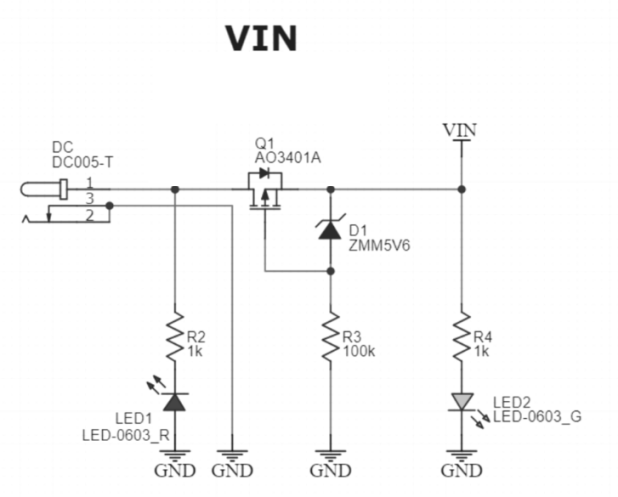 VIN
VIN
DC
DC005-T
1
3
2
Q1
AO3401A
D1
ZMM5V6
R2
1k
R3
100k
R4
1k
LED1
LED-0603_R
LED2
LED-0603_G
GND
GND
GND
GND